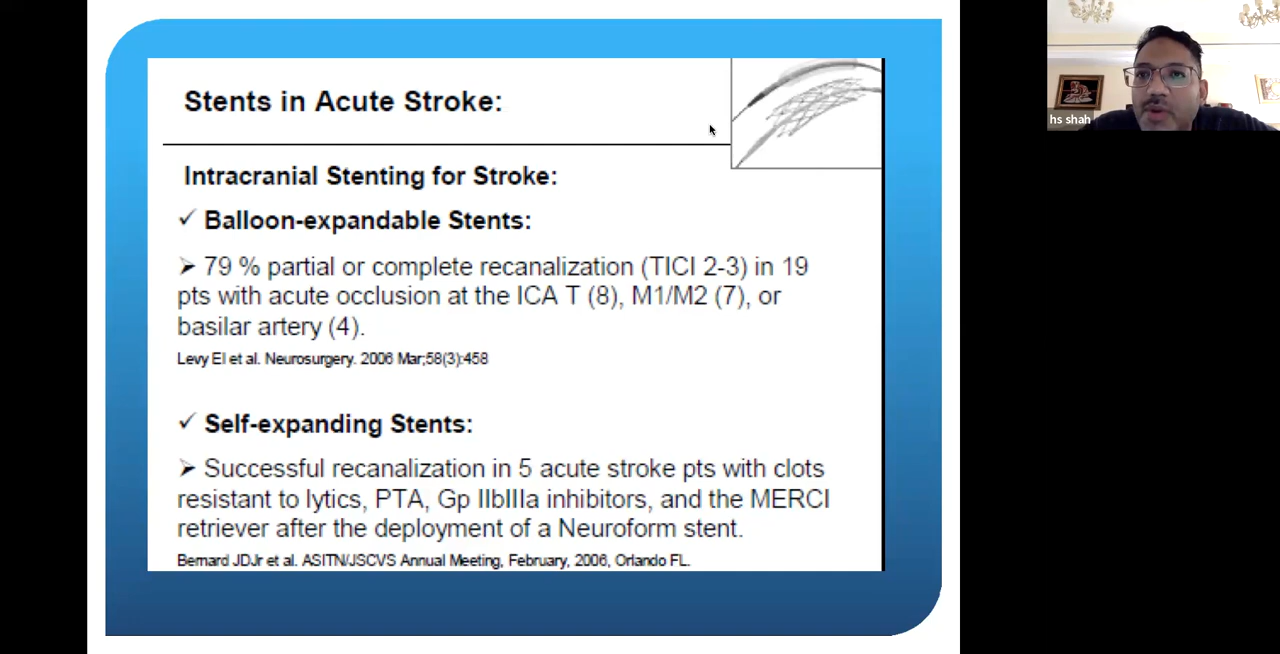 Stents in Acute Stroke:
hs shah
Intracranial Stenting for Stroke:
✓ Balloon-expandable Stents:
➤ 79 % partial or complete recanalization (TICI 2-3) in 19
pts with acute occlusion at the ICA T (8), M1/M2 (7), or
basilar artery (4).
Levy EI et al. Neurosurgery. 2006 Mar;58(3):458
✓ Self-expanding Stents:
➤ Successful recanalization in 5 acute stroke pts with clots
resistant to lytics, PTA, Gp IIbIIIa inhibitors, and the MERCI
retriever after the deployment of a Neuroform stent.
Bernard JDJr et al. ASITN/JSCVS Annual Meeting, February, 2006, Orlando FL.